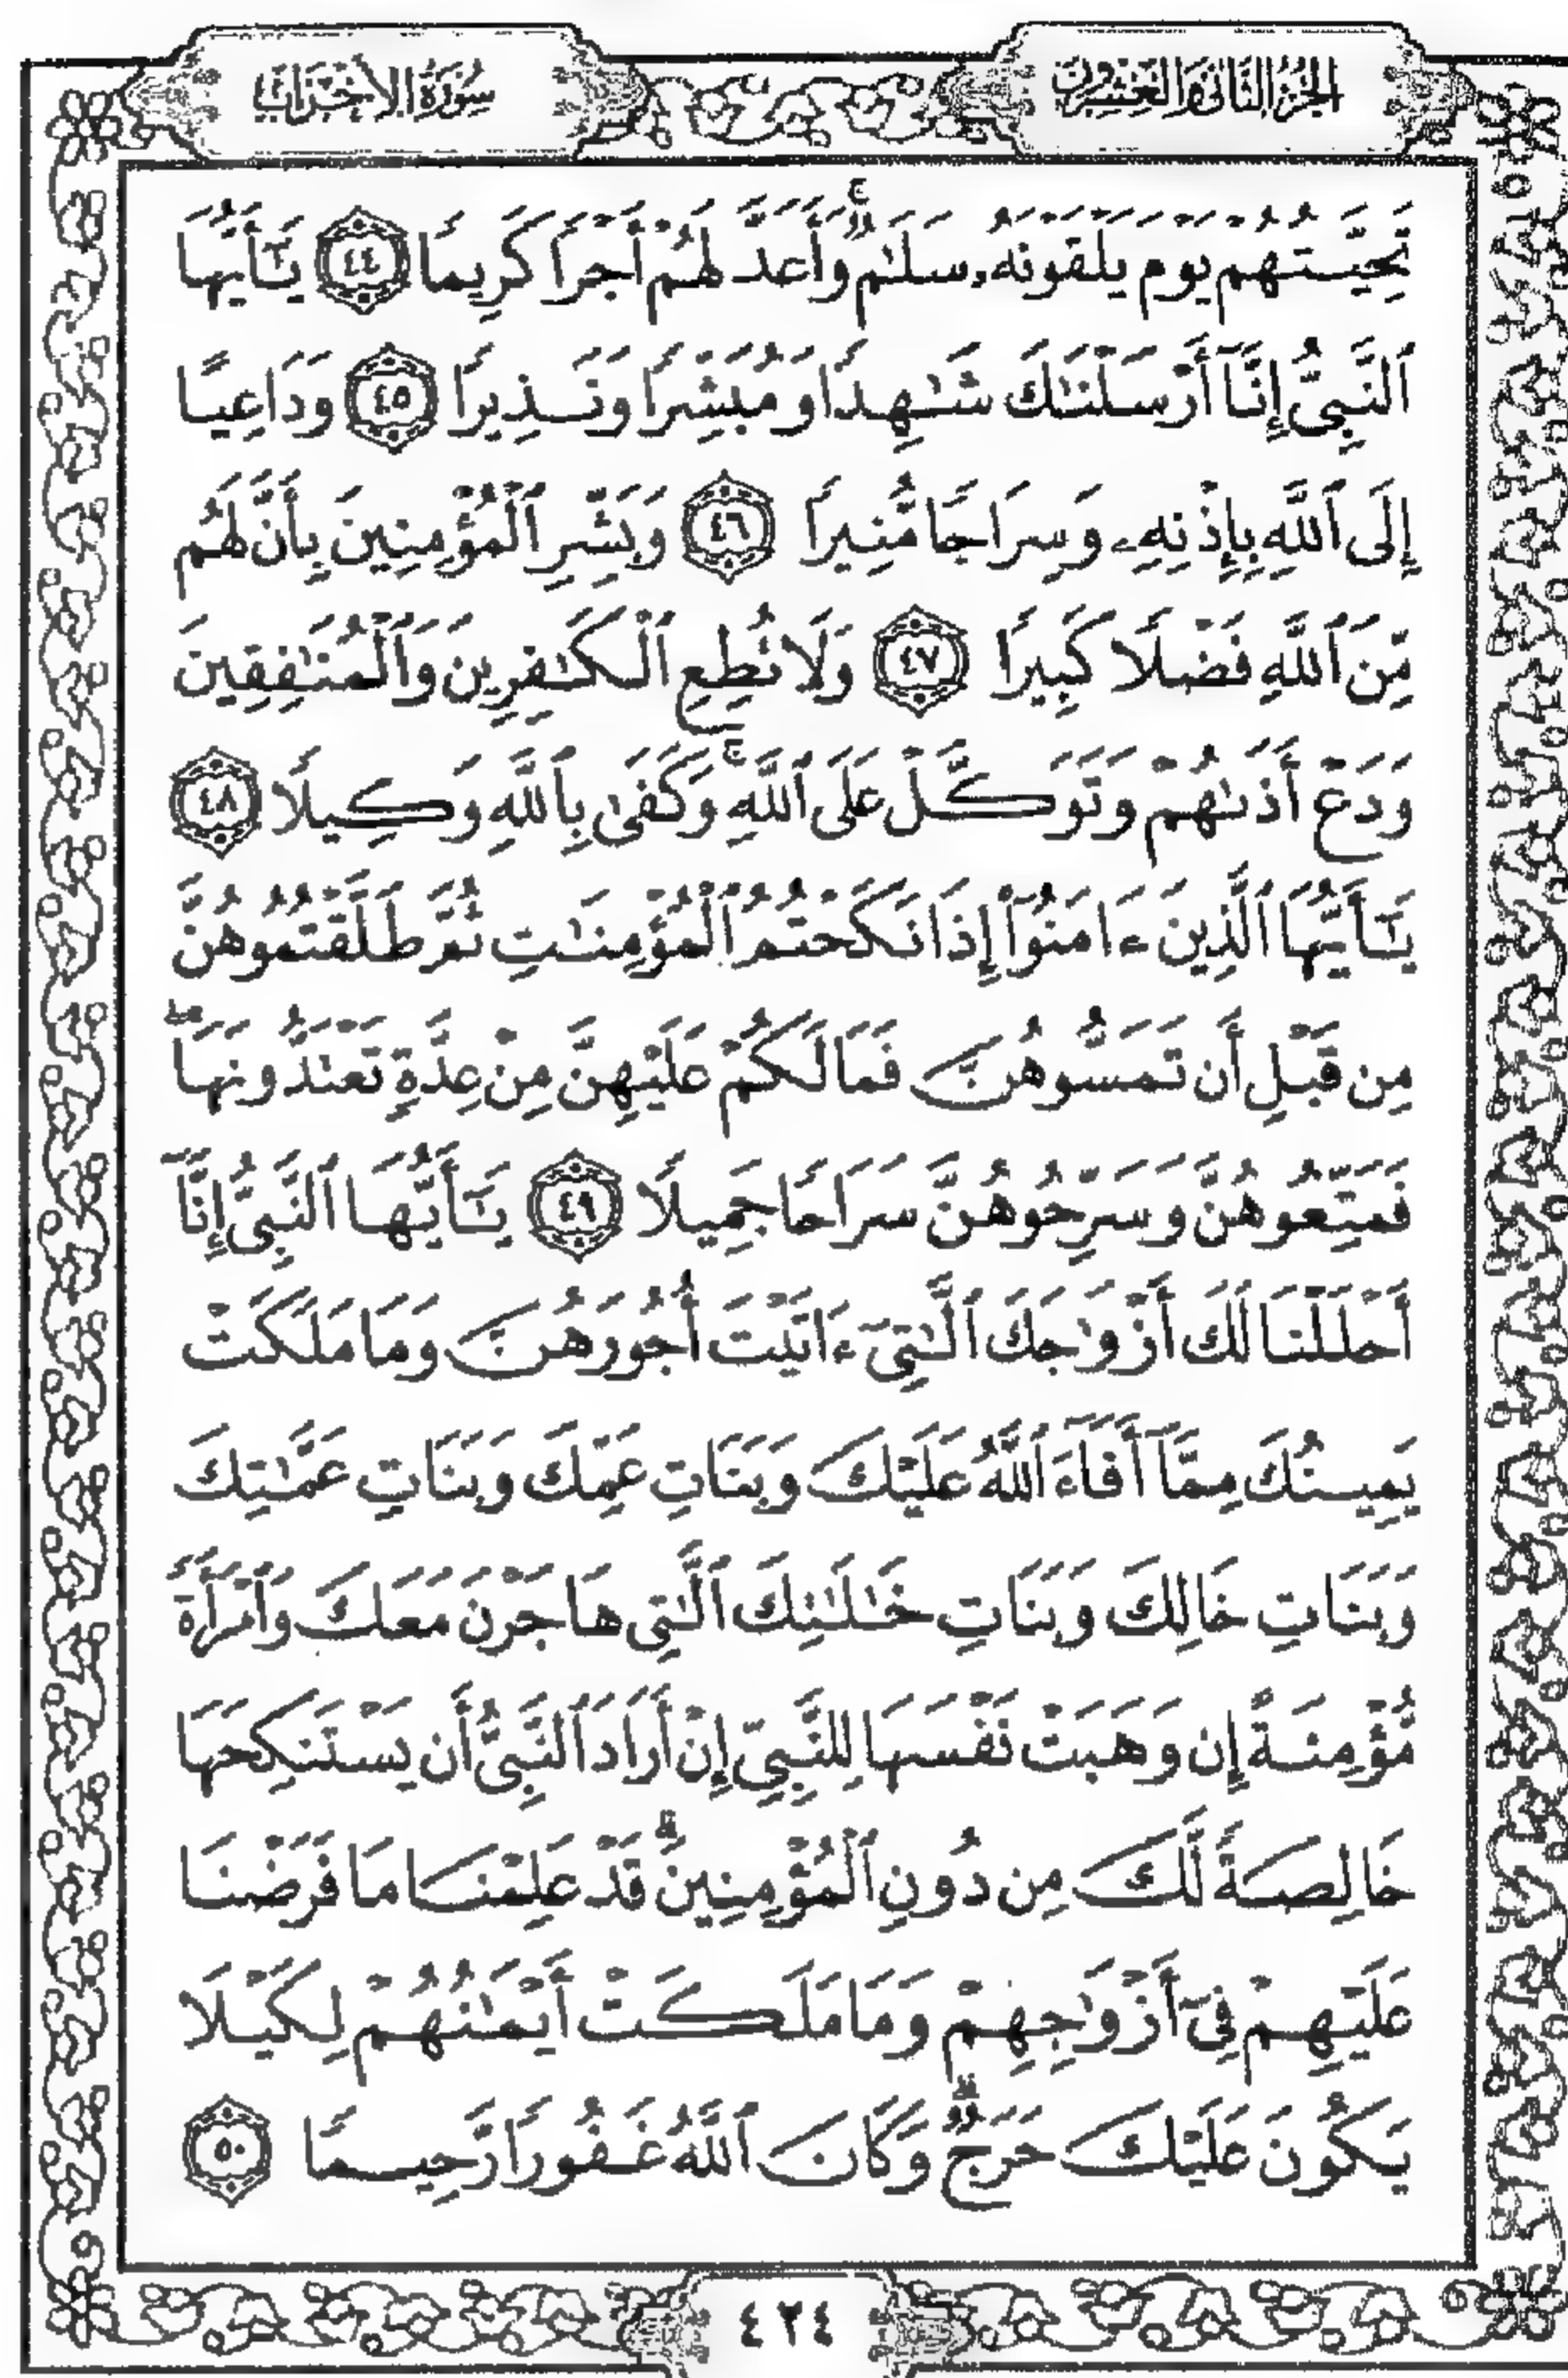 الجزء الثاني والعشرون
سورة الأحزاب
تَحِيَّتُهُمْ يَوْمَ يَلْقَوْنَهُۥ سَلَـٰمٌۚ وَأَعَدَّ لَهُمْ أَجْرًا كَرِيمًا ٤٤ يَـٰٓأَيُّهَا
ٱلنَّبِىُّ إِنَّآ أَرْسَلْنَـٰكَ شَـٰهِدًا وَمُبَشِّرًا وَنَذِيرًا ٤٥ وَدَاعِيًا
إِلَى ٱللَّهِ بِإِذْنِهِۦ وَسِرَاجًا مُّنِيرًا ٤٦ وَبَشِّرِ ٱلْمُؤْمِنِينَ بِأَنَّ لَهُم
مِّنَ ٱللَّهِ فَضْلًا كَبِيرًا ٤٧ وَلَا تُطِعِ ٱلْكَـٰفِرِينَ وَٱلْمُنَـٰفِقِينَ
وَدَعْ أَذَىٰهُمْ وَتَوَكَّلْ عَلَى ٱللَّهِۚ وَكَفَىٰ بِٱللَّهِ وَكِيلًا ٤٨
يَـٰٓأَيُّهَا ٱلَّذِينَ ءَامَنُوٓا۟ إِذَا نَكَحْتُمُ ٱلْمُؤْمِنَـٰتِ ثُمَّ طَلَّقْتُمُوهُنَّ
مِن قَبْلِ أَن تَمَسُّوهُنَّ فَمَا لَكُمْ عَلَيْهِنَّ مِنْ عِدَّةٍ تَعْتَدُّونَهَاۖ
فَمَتِّعُوهُنَّ وَسَرِّحُوهُنَّ سَرَاحًا جَمِيلًا ٤٩ يَـٰٓأَيُّهَا ٱلنَّبِىُّ إِنَّآ
أَحْلَلْنَا لَكَ أَزْوَٰجَكَ ٱلَّـٰتِىٓ ءَاتَيْتَ أُجُورَهُنَّ وَمَا مَلَكَتْ
يَمِينُكَ مِمَّآ أَفَآءَ ٱللَّهُ عَلَيْكَ وَبَنَاتِ عَمِّكَ وَبَنَاتِ عَمَّـٰتِكَ
وَبَنَاتِ خَالِكَ وَبَنَاتِ خَـٰلَـٰتِكَ ٱلَّـٰتِى هَاجَرْنَ مَعَكَ وَٱمْرَأَةً
مُّؤْمِنَةً إِن وَهَبَتْ نَفْسَهَا لِلنَّبِىِّ إِنْ أَرَادَ ٱلنَّبِىُّ أَن يَسْتَنكِحَهَا
خَالِصَةً لَّكَ مِن دُونِ ٱلْمُؤْمِنِينَۗ قَدْ عَلِمْنَا مَا فَرَضْنَا
عَلَيْهِمْ فِىٓ أَزْوَٰجِهِمْ وَمَا مَلَكَتْ أَيْمَـٰنُهُمْ لِكَيْلَا
يَكُونَ عَلَيْكَ حَرَجٌۗ وَكَانَ ٱللَّهُ غَفُورًا رَّحِيمًا ٥٠
٤٢٤